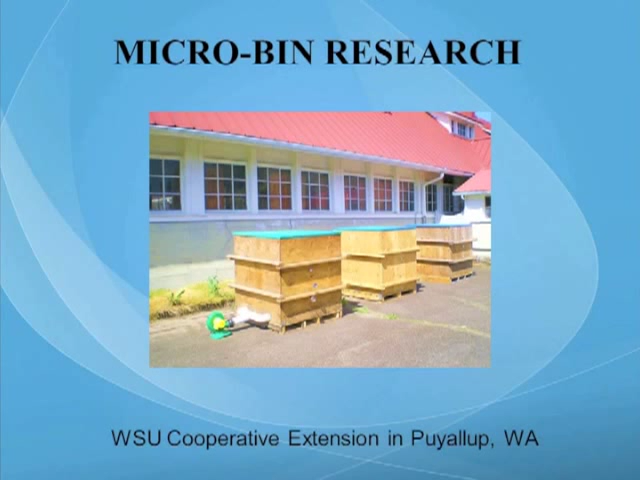 MICRO-BIN RESEARCH
WSU Cooperative Extension in Puyallup, WA